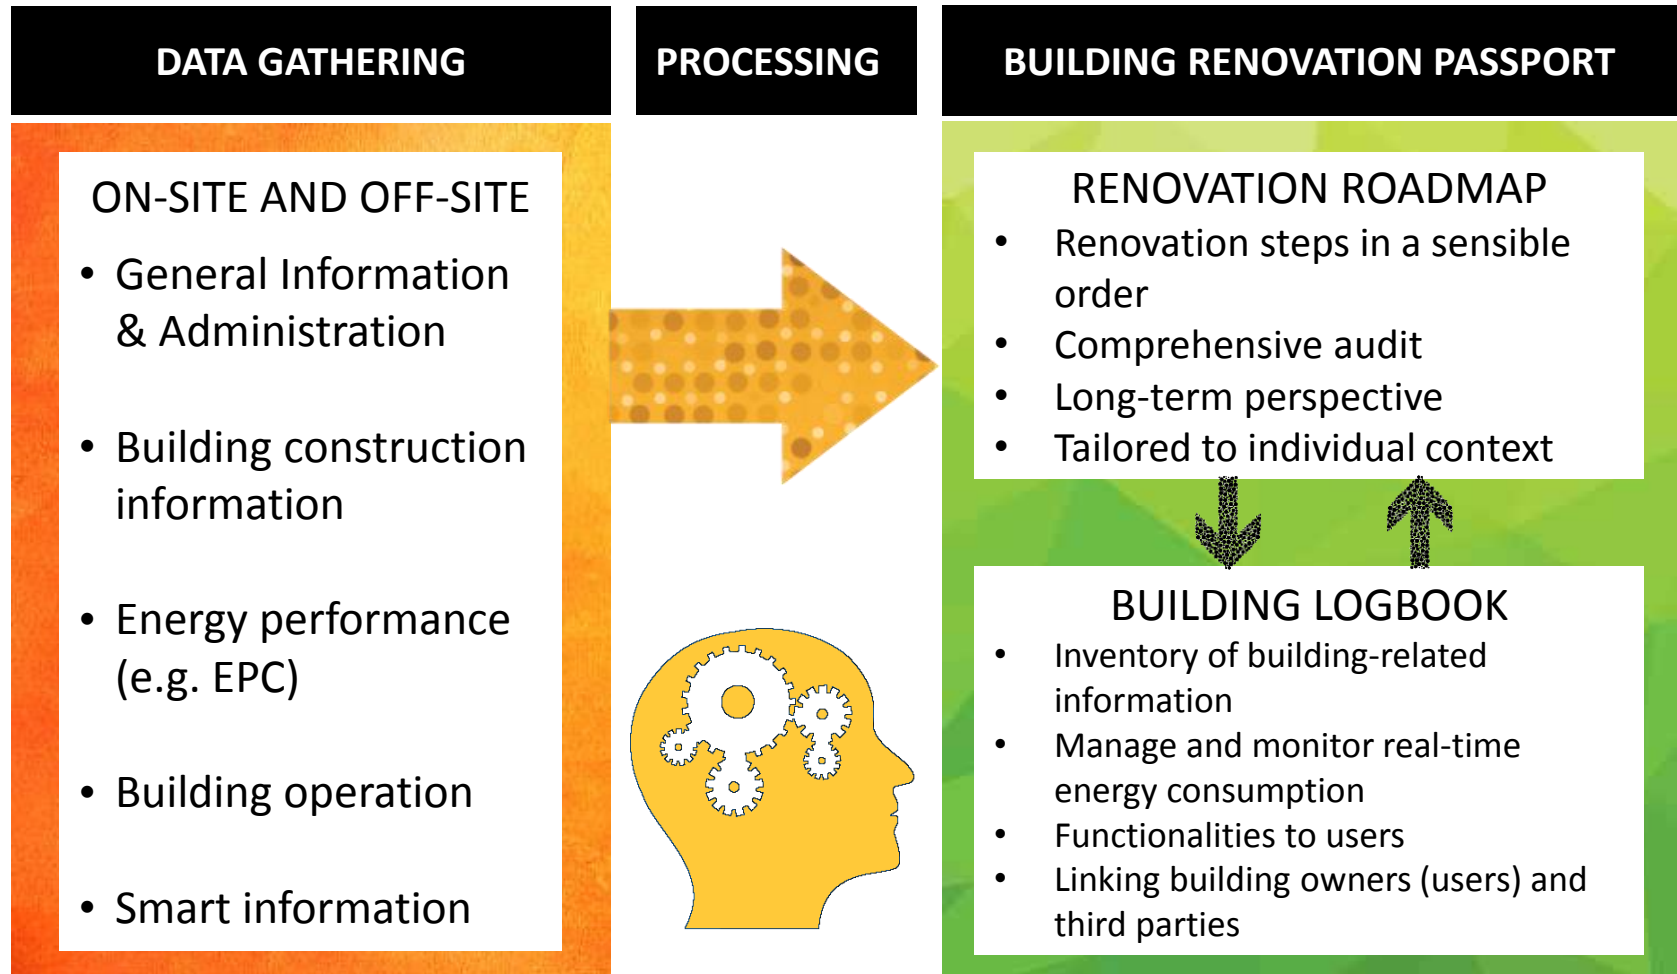 DATA GATHERING
PROCESSING
BUILDING RENOVATION PASSPORT
ON-SITE AND OFF-SITE
• General Information
& Administration
• Building construction
information
• Energy performance
(e.g. EPC)
• Building operation
• Smart information
RENOVATION ROADMAP
• Renovation steps in a sensible
order
• Comprehensive audit
• Long-term perspective
• Tailored to individual context
BUILDING LOGBOOK
• Inventory of building-related
information
• Manage and monitor real-time
energy consumption
• Functionalities to users
• Linking building owners (users) and
third parties